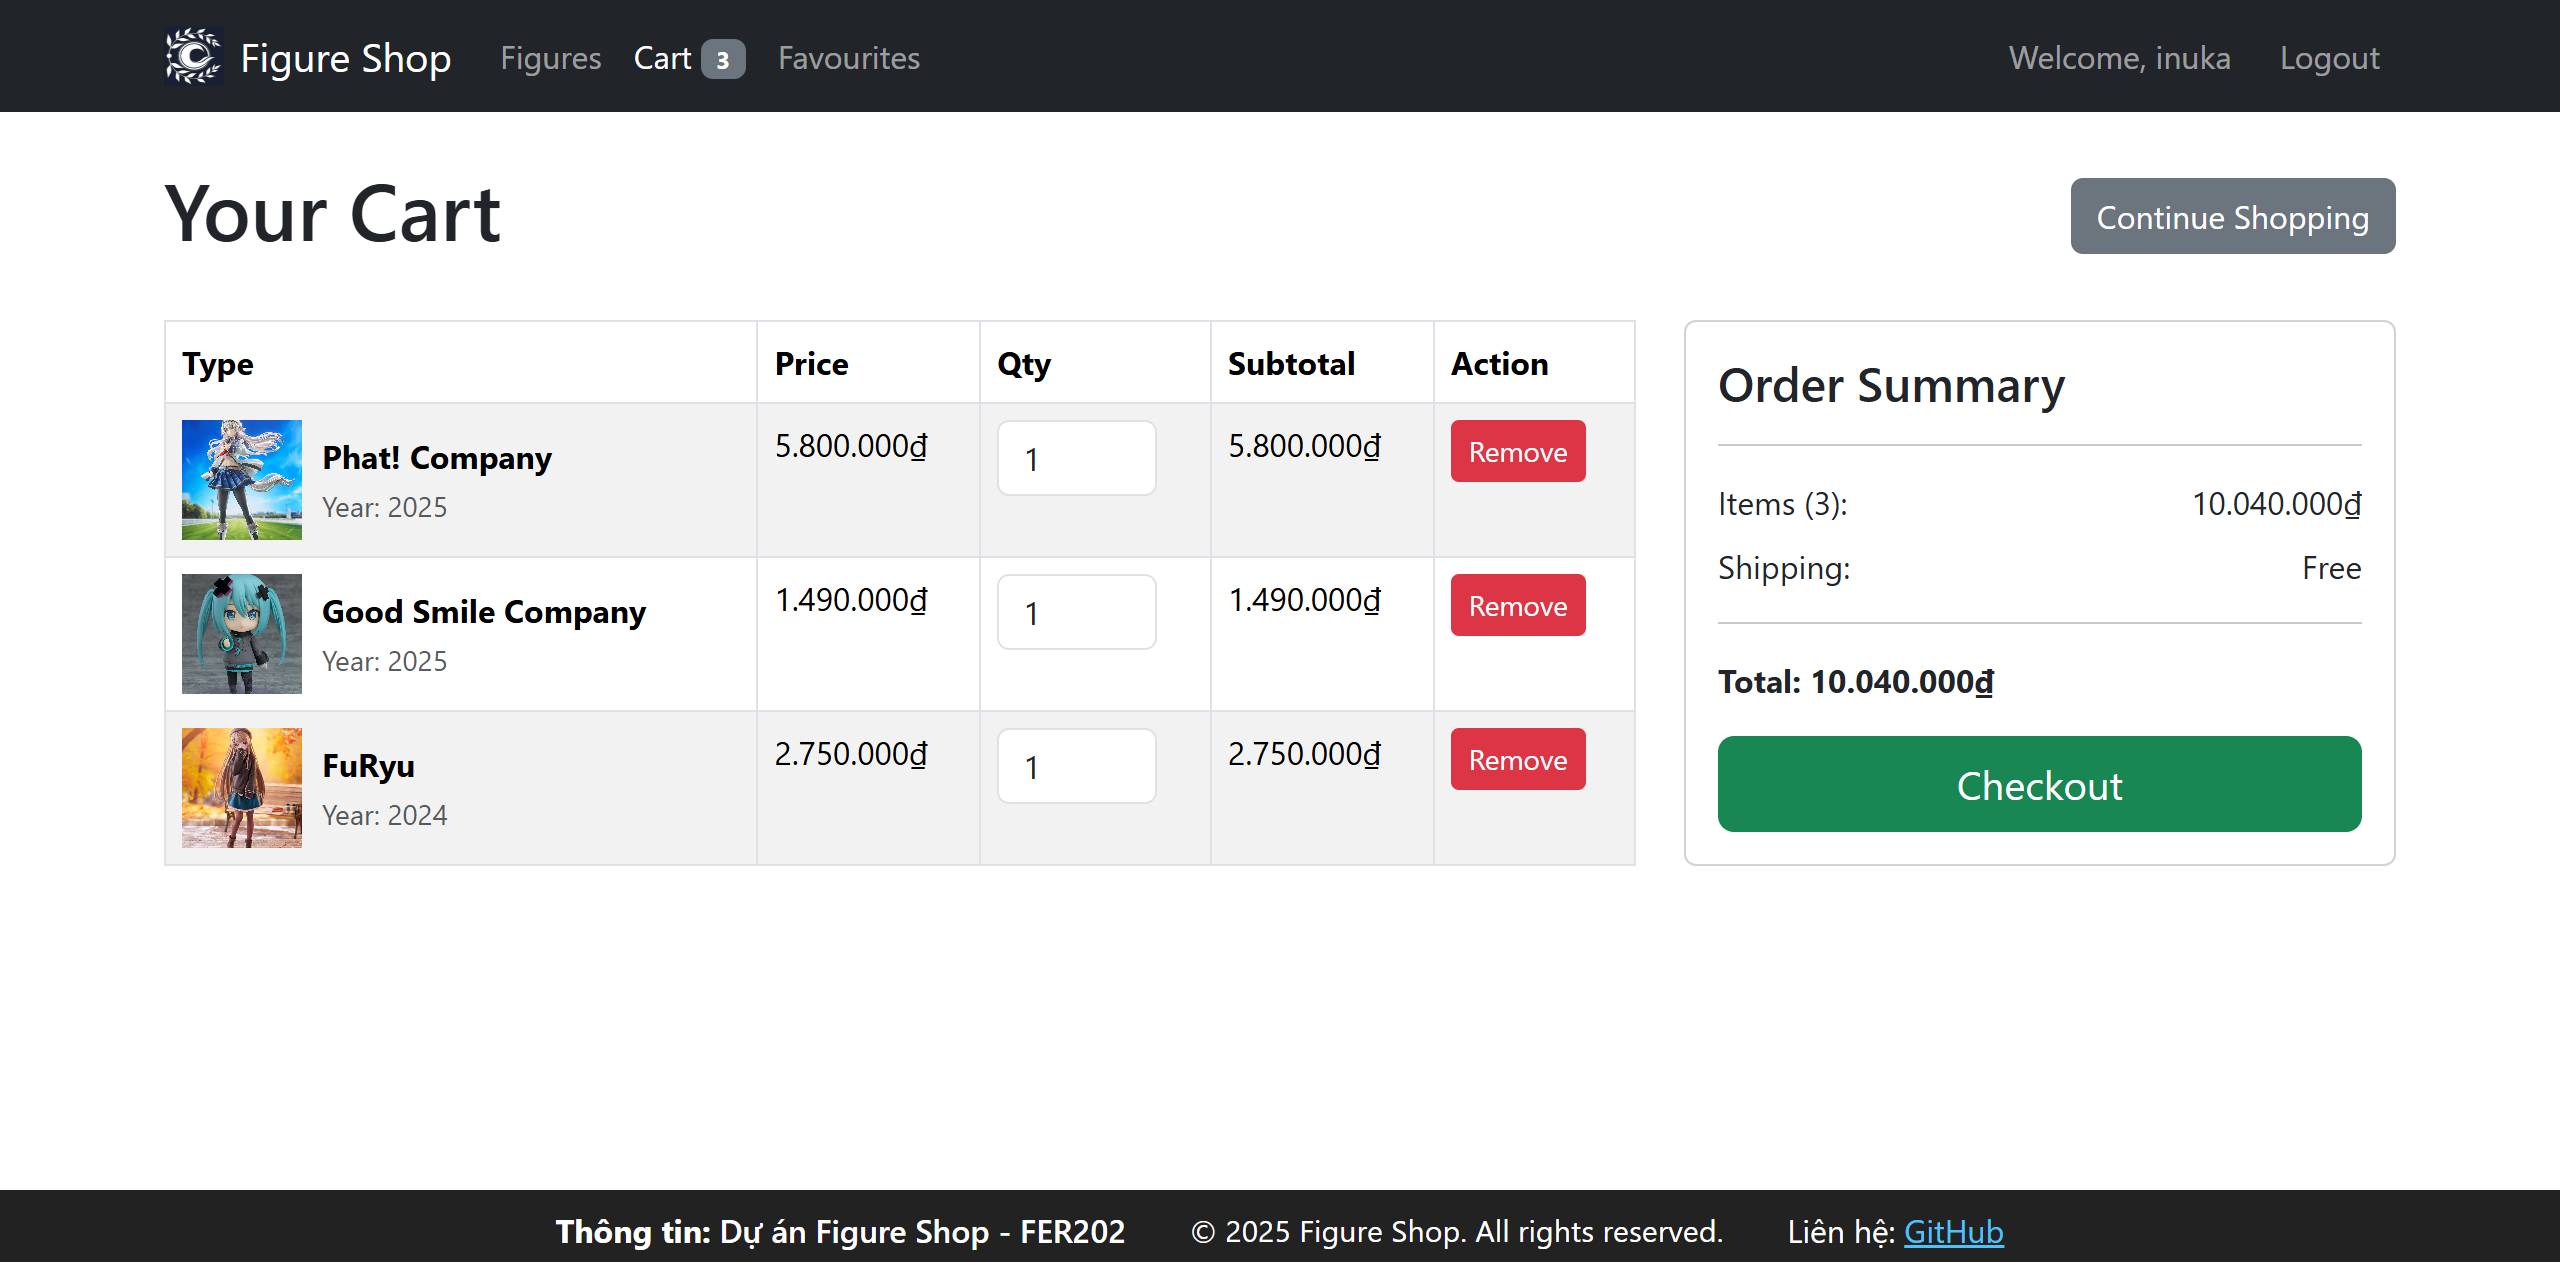 Figure Shop Figures Cart 3 Favourites Welcome, inuka Logout
Your Cart
Continue Shopping
Type Price Qty Subtotal Action
Phat! Company
Year: 2025
5.800.000₫ 1 5.800.000₫ Remove
Good Smile Company
Year: 2025
1.490.000₫ 1 1.490.000₫ Remove
FuRyu
Year: 2024
2.750.000₫ 1 2.750.000₫ Remove
Order Summary
Items (3): 10.040.000₫
Shipping: Free
Total: 10.040.000₫
Checkout
Thông tin: Dự án Figure Shop - FER202 © 2025 Figure Shop. All rights reserved. Liên hệ: GitHub